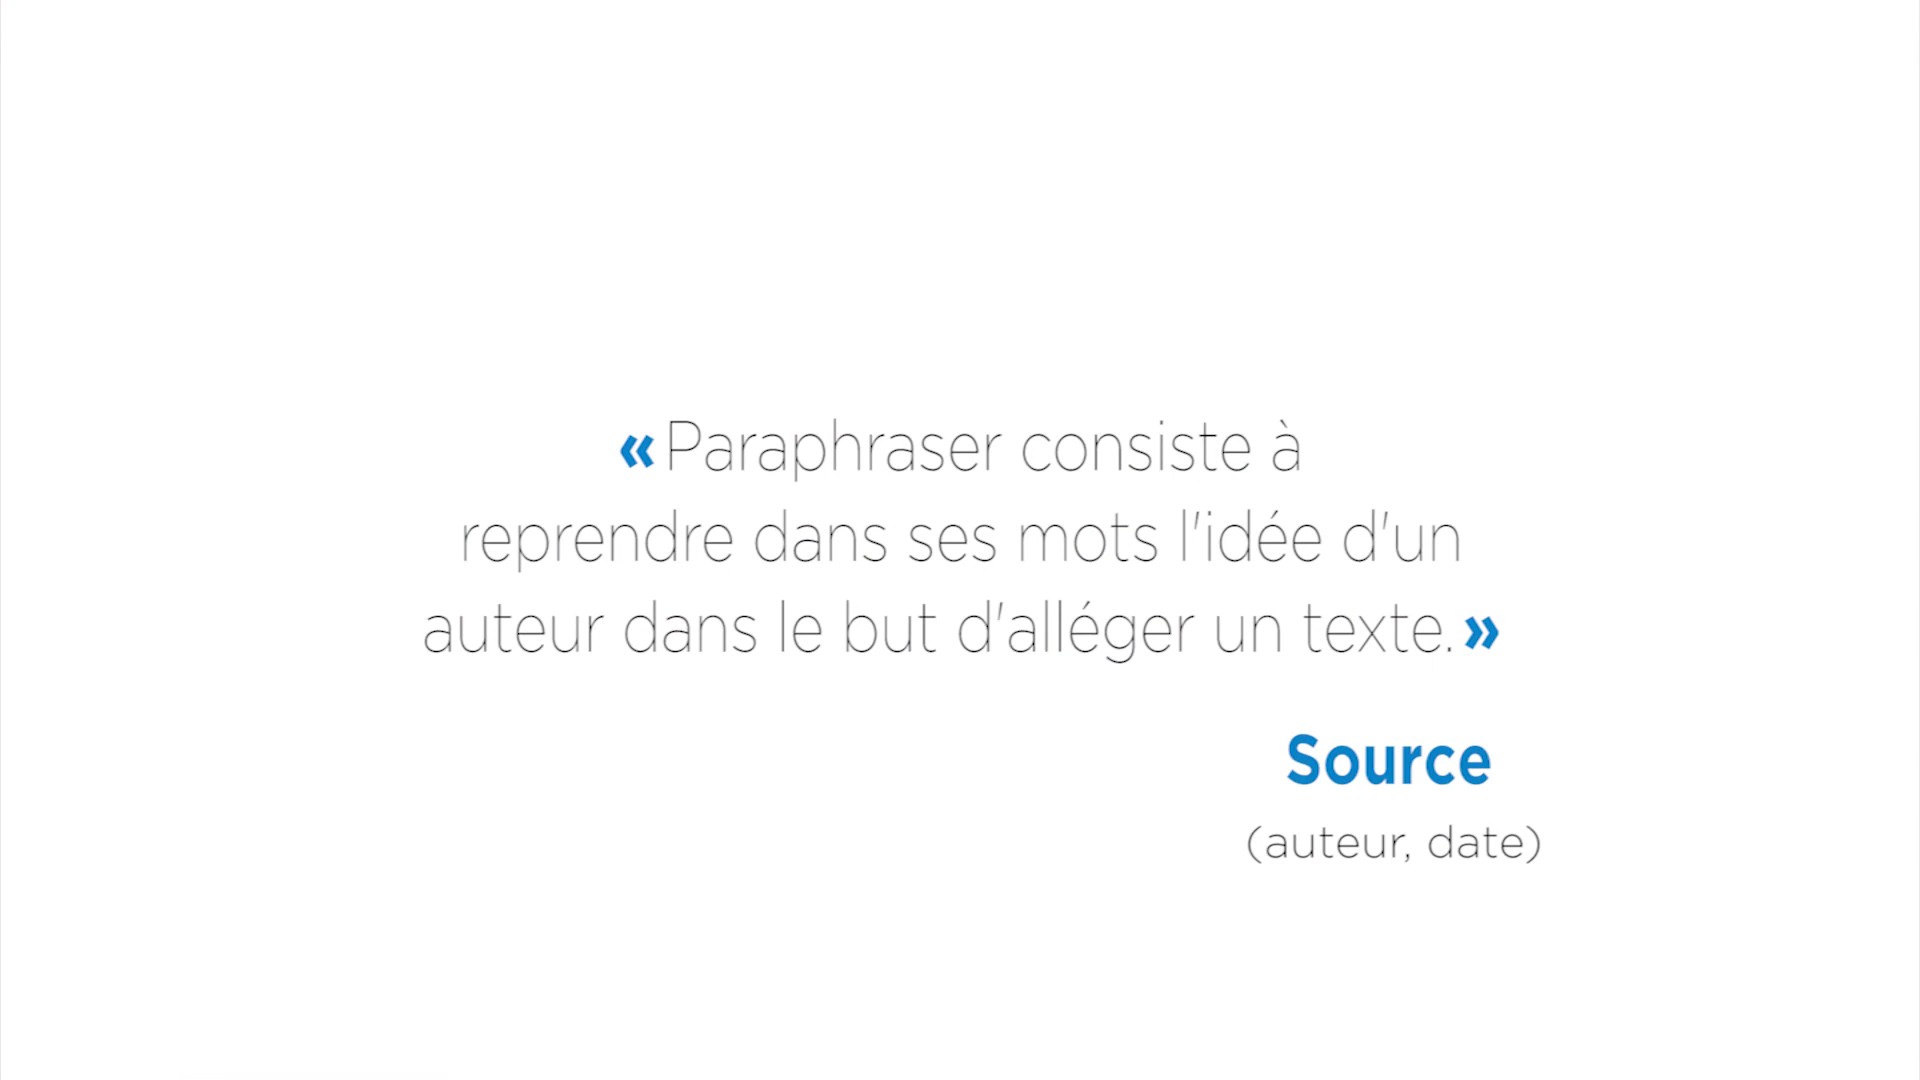 «Paraphraser consiste à
reprendre dans ses mots l'idée d'un
auteur dans le but d'alléger un texte.»
Source
(auteur, date)